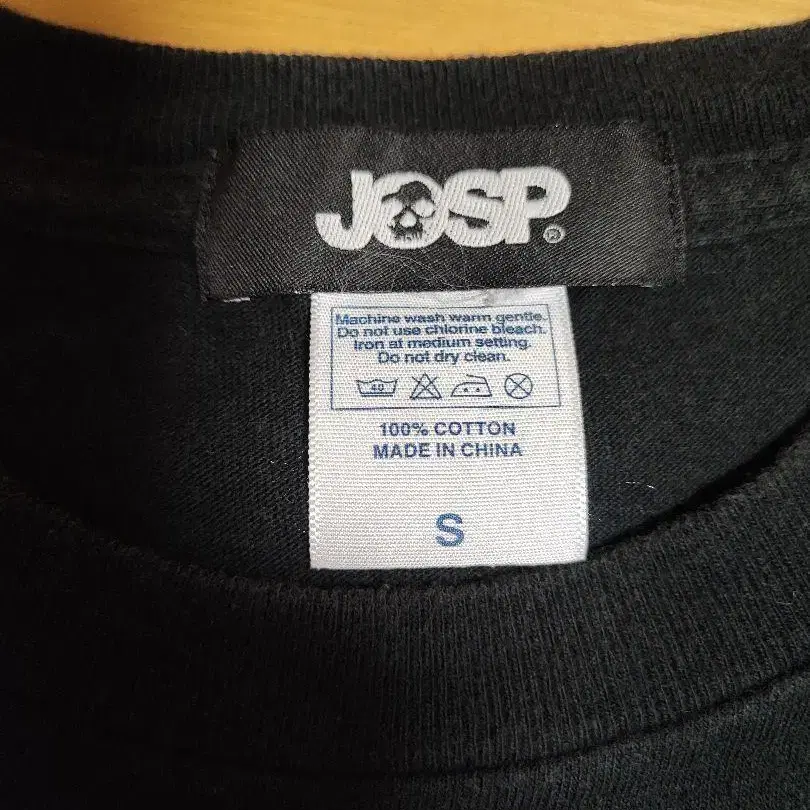 JOSP®
Machine wash warm gentle.
Do not use chlorine bleach.
Iron at medium setting.
Do not dry clean.
40
100% COTTON
MADE IN CHINA
S